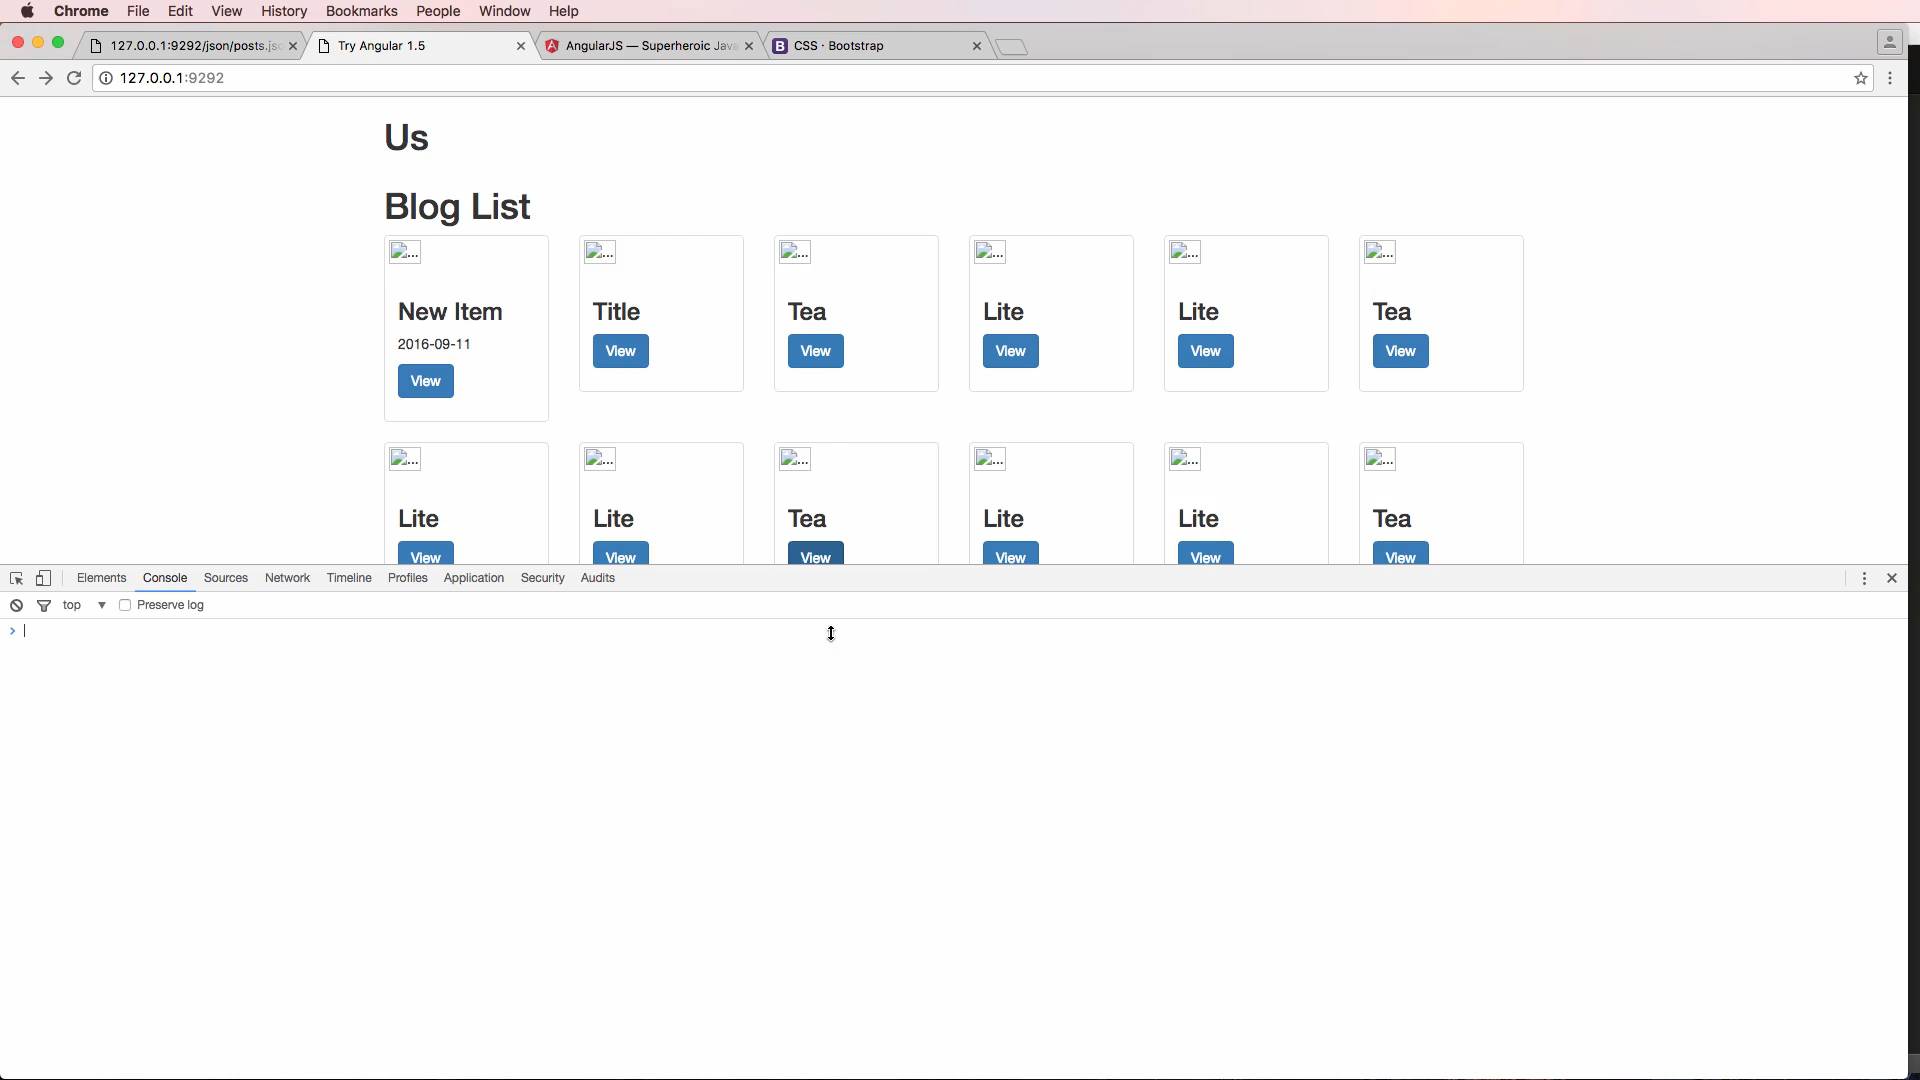 Chrome File Edit View History Bookmarks People Window Help
127.0.0.1:9292/json/posts.js Try Angular 1.5 AngularJS — Superheroic Java CSS · Bootstrap
127.0.0.1:9292
Us
Blog List
... ... ... ... ... ...
New Item Title Tea Lite Lite Tea
2016-09-11
View View View View View
View
... ... ... ... ... ...
Lite Lite Tea Lite Lite Tea
View View View View View View
Elements Console Sources Network Timeline Profiles Application Security Audits
top Preserve log